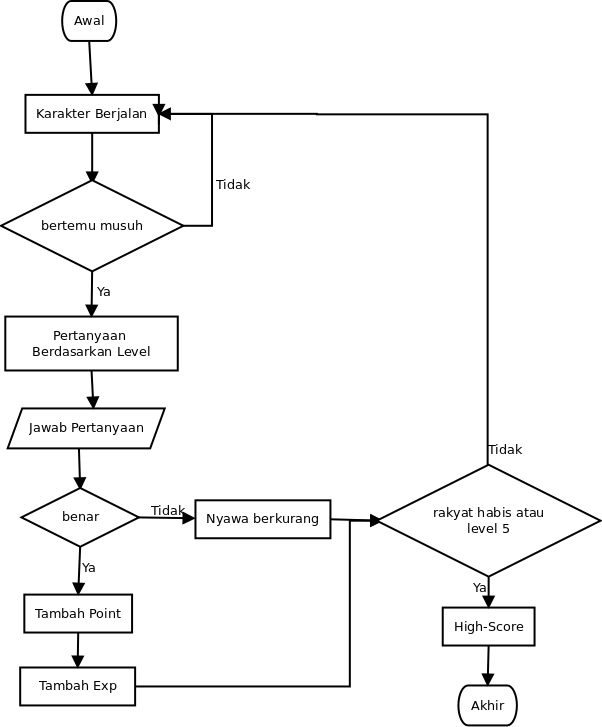 Awal
Karakter Berjalan
Tidak
bertemu musuh
Ya
Pertanyaan
Berdasarkan Level
Jawab Pertanyaan
Tidak
benar
Tidak
Nyawa berkurang
rakyat habis atau
level 5
Ya
Ya
Tambah Point
High-Score
Tambah Exp
Akhir